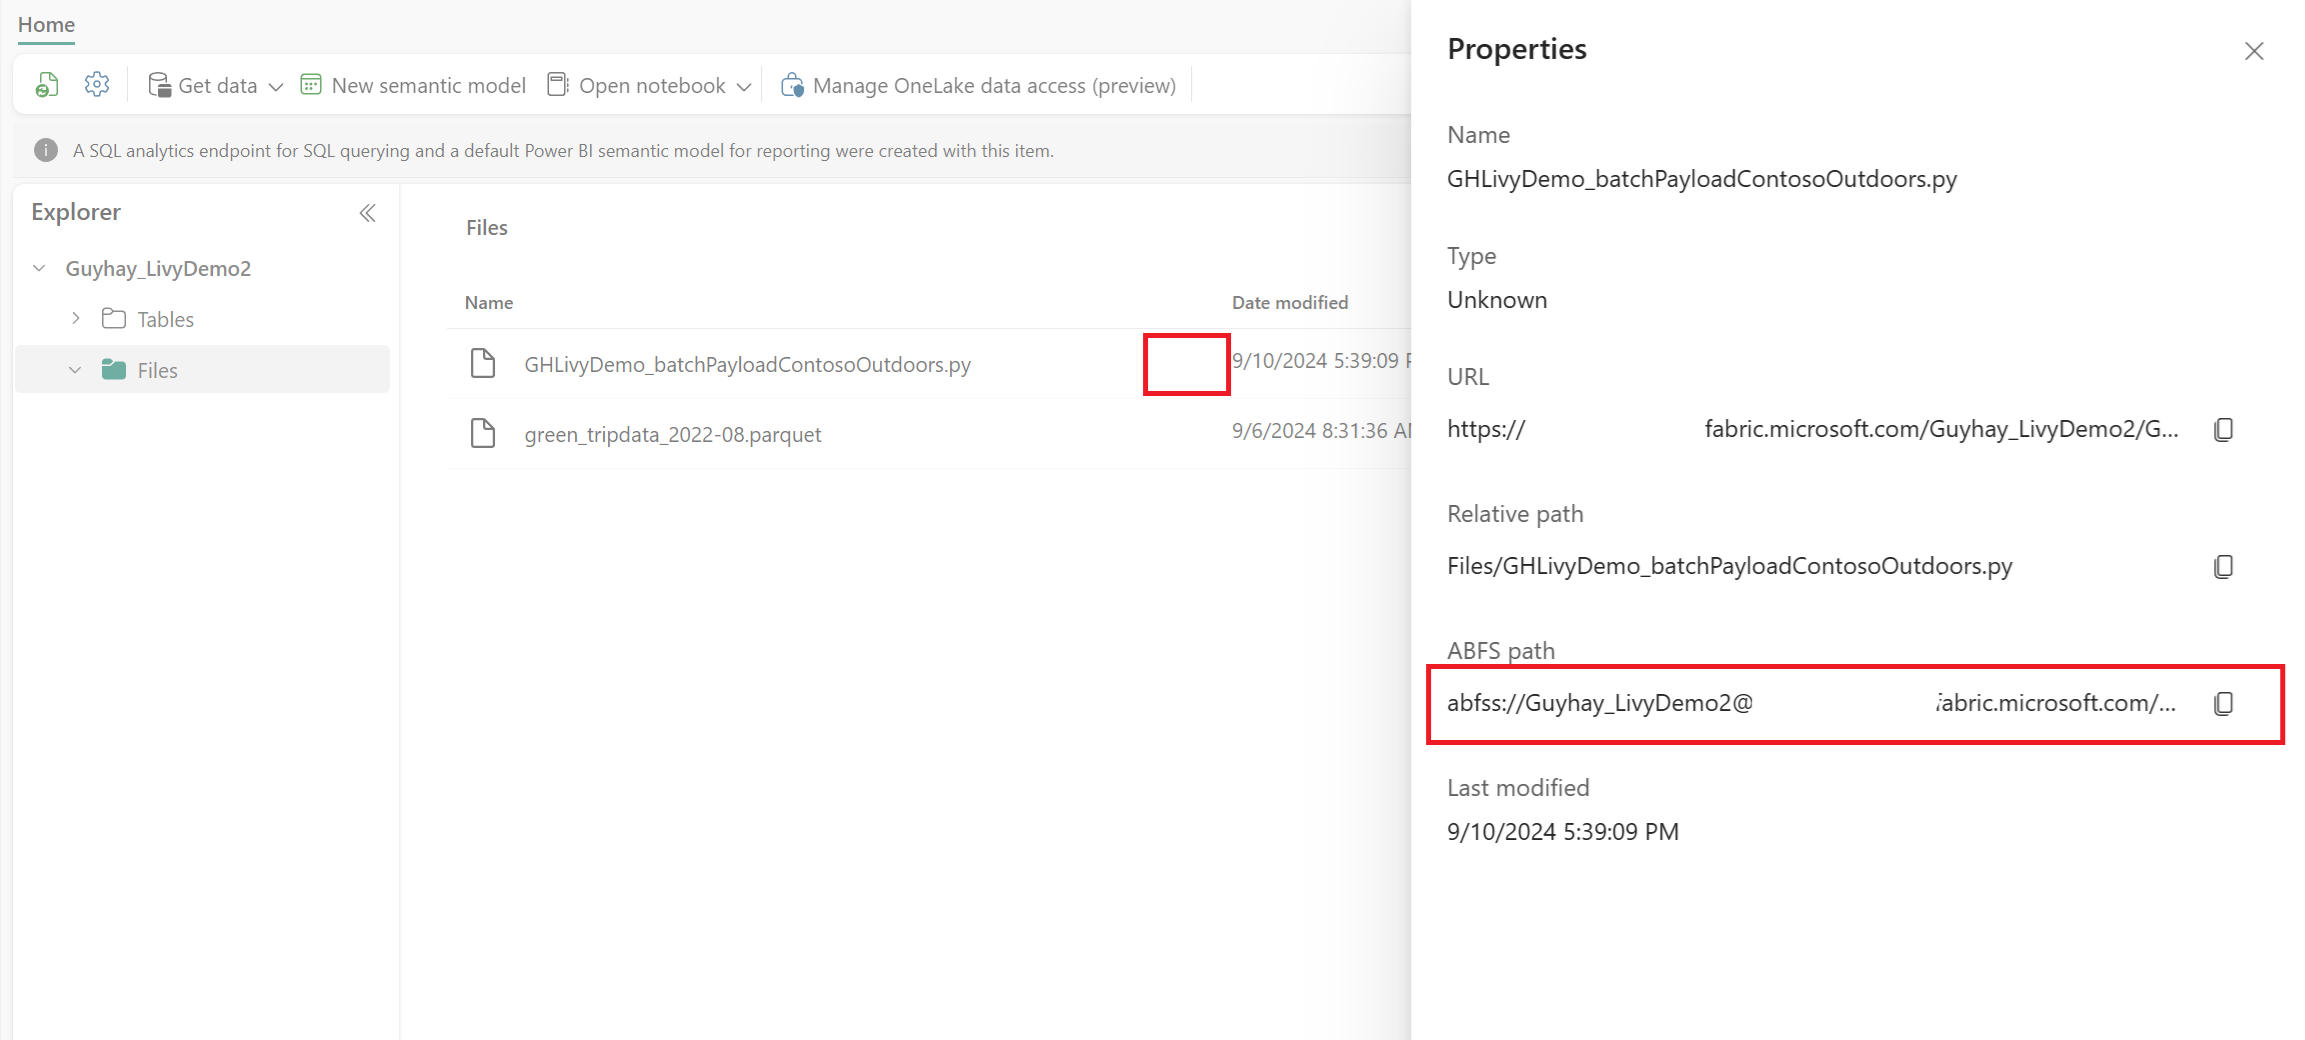 Home
Get data
New semantic model
Open notebook
Manage OneLake data access (preview)
A SQL analytics endpoint for SQL querying and a default Power BI semantic model for reporting were created with this item.
Explorer
Guyhay_LivyDemo2
Tables
Files
Files
Name Date modified
GHLivyDemo_batchPayloadContosoOutdoors.py 9/10/2024 5:39:09
green_tripdata_2022-08.parquet 9/6/2024 8:31:36
Properties
Name
GHLivyDemo_batchPayloadContosoOutdoors.py
Type
Unknown
URL
https:// fabric.microsoft.com/Guyhay_LivyDemo2/G...
Relative path
Files/GHLivyDemo_batchPayloadContosoOutdoors.py
ABFS path
abfss://Guyhay_LivyDemo2@ fabric.microsoft.com/...
Last modified
9/10/2024 5:39:09 PM